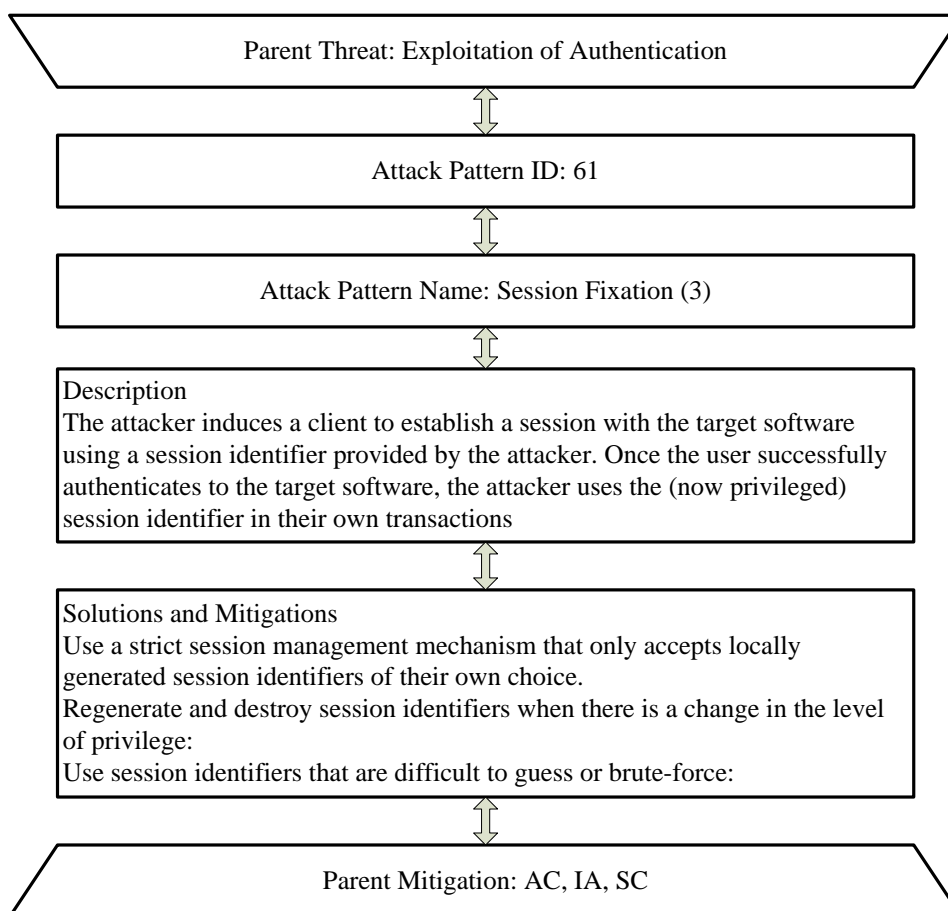 Parent Threat: Exploitation of Authentication
Attack Pattern ID: 61
Attack Pattern Name: Session Fixation (3)
Description
The attacker induces a client to establish a session with the target software
using a session identifier provided by the attacker. Once the user successfully
authenticates to the target software, the attacker uses the (now privileged)
session identifier in their own transactions
Solutions and Mitigations
Use a strict session management mechanism that only accepts locally
generated session identifiers of their own choice.
Regenerate and destroy session identifiers when there is a change in the level
of privilege:
Use session identifiers that are difficult to guess or brute-force:
Parent Mitigation: AC, IA, SC